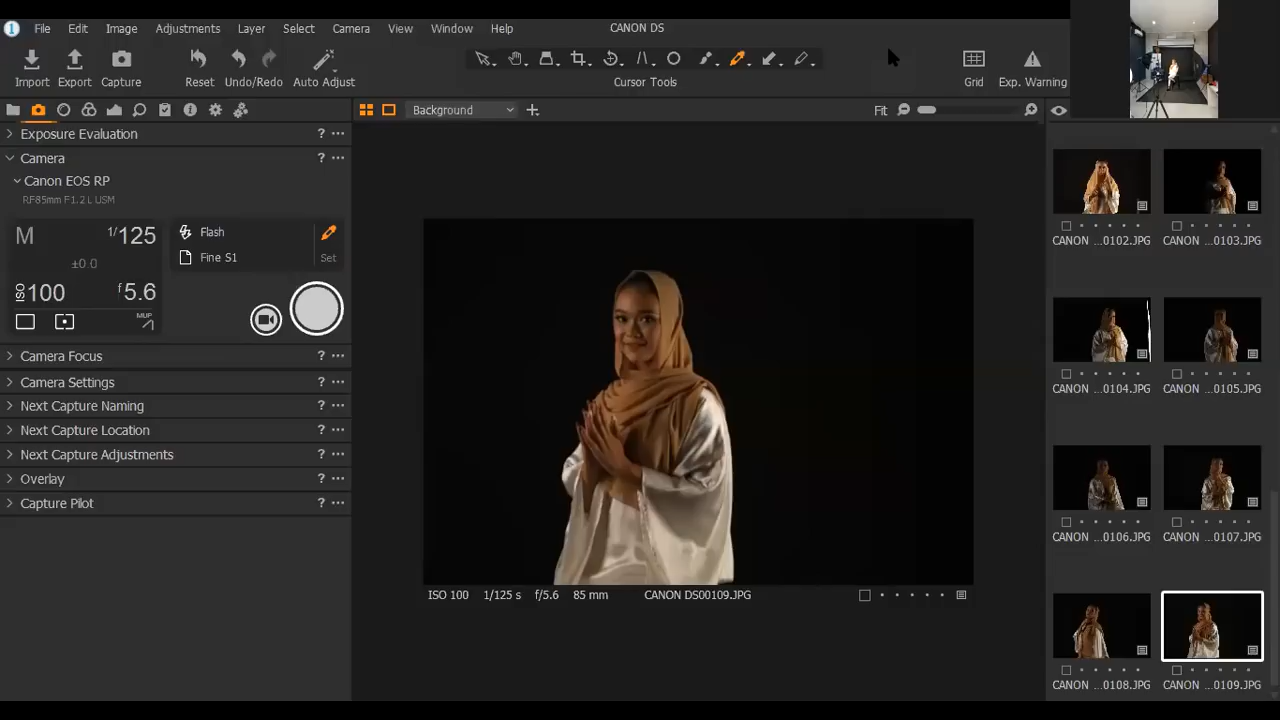 File Edit Image Adjustments Layer Select Camera View Window Help
CANON DS
Import Export Capture Reset Undo/Redo Auto Adjust
Cursor Tools
Grid Exp. Warning
Background
Fit
Exposure Evaluation ? ...
Camera ? ...
Canon EOS RP
RF85mm F1.2 L USM
M 1/125
±0.0
ISO 100 f5.6
MUP
Flash
Fine S1
Set
Camera Focus ? ...
Camera Settings ? ...
Next Capture Naming ? ...
Next Capture Location ? ...
Next Capture Adjustments ? ...
Overlay ? ...
Capture Pilot ? ...
ISO 100 1/125 s f/5.6 85 mm CANON DS00109.JPG
CANON ...0102.JPG
CANON ...0103.JPG
CANON ...0104.JPG
CANON ...0105.JPG
CANON ...0106.JPG
CANON ...0107.JPG
CANON ...0108.JPG
CANON ...0109.JPG